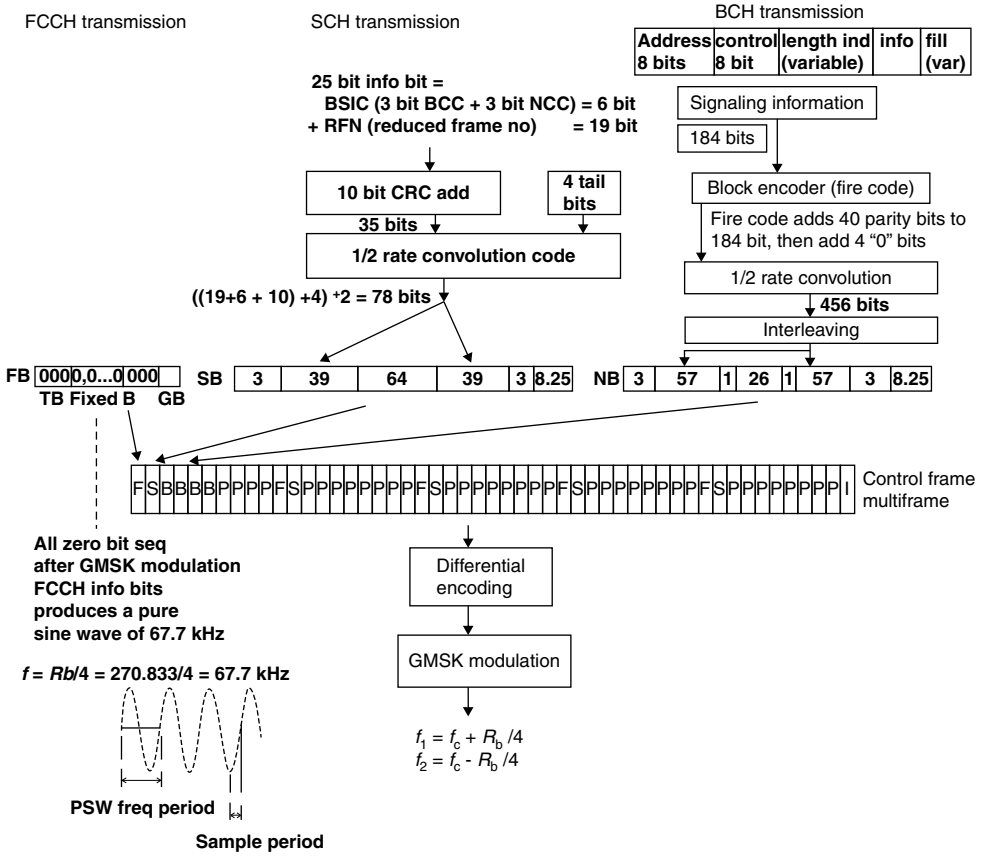 FCCH transmission
SCH transmission
BCH transmission
Address 8 bits
control 8 bit
length ind (variable)
info
fill (var)
25 bit info bit =
BSIC (3 bit BCC + 3 bit NCC) = 6 bit
+ RFN (reduced frame no) = 19 bit
Signaling information
184 bits
10 bit CRC add
4 tail bits
Block encoder (fire code)
35 bits
Fire code adds 40 parity bits to
184 bit, then add 4 “0” bits
1/2 rate convolution code
1/2 rate convolution
((19+6 + 10) +4) +2 = 78 bits
456 bits
Interleaving
FB 000 0,0...0 000
TB Fixed B GB
SB 3 39 64 39 3 8.25
NB 3 57 1 26 1 57 3 8.25
F S B B B B P P P P F S P P P P P P P P F S P P P P P P P P F S P P P P P P P P F S P P P P P P P P I
Control frame
multiframe
All zero bit seq
after GMSK modulation
FCCH info bits
produces a pure
sine wave of 67.7 kHz
Differential
encoding
GMSK modulation
f = Rb/4 = 270.833/4 = 67.7 kHz
f1 = fc + Rb /4
f2 = fc - Rb /4
PSW freq period
Sample period